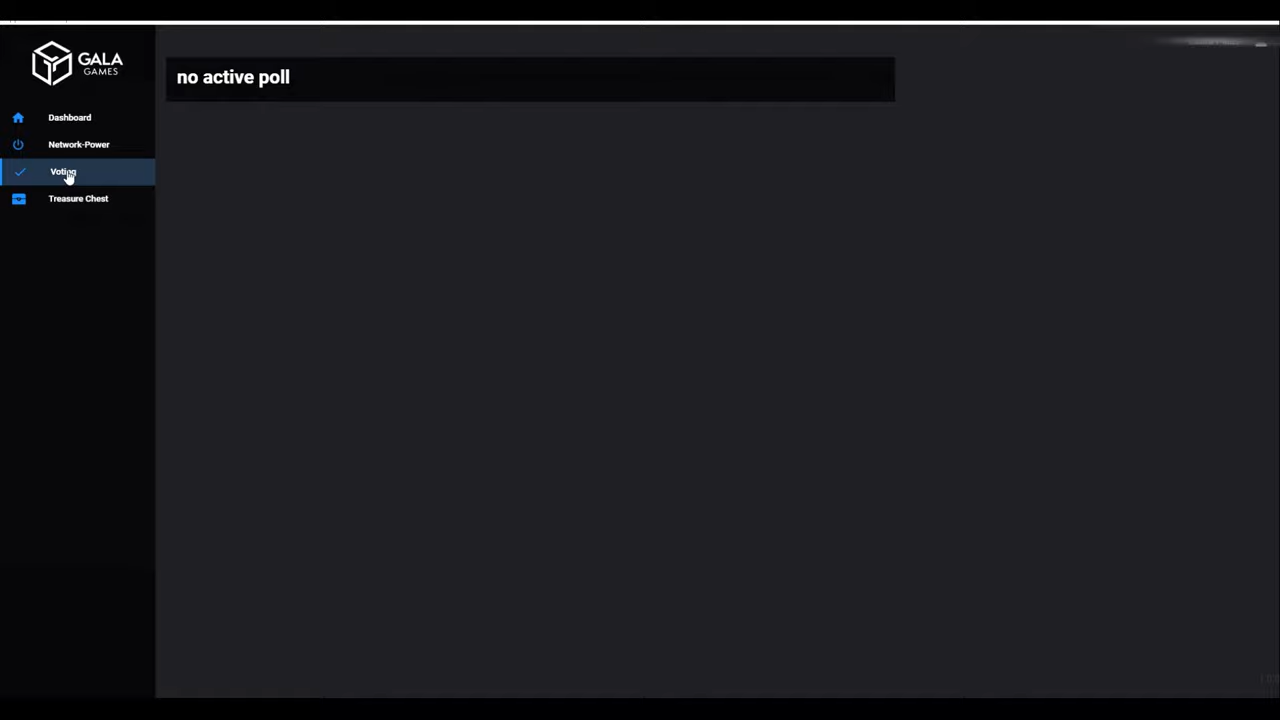 GALA
GAMES
no active poll
Dashboard
Network-Power
Voting
Treasure Chest